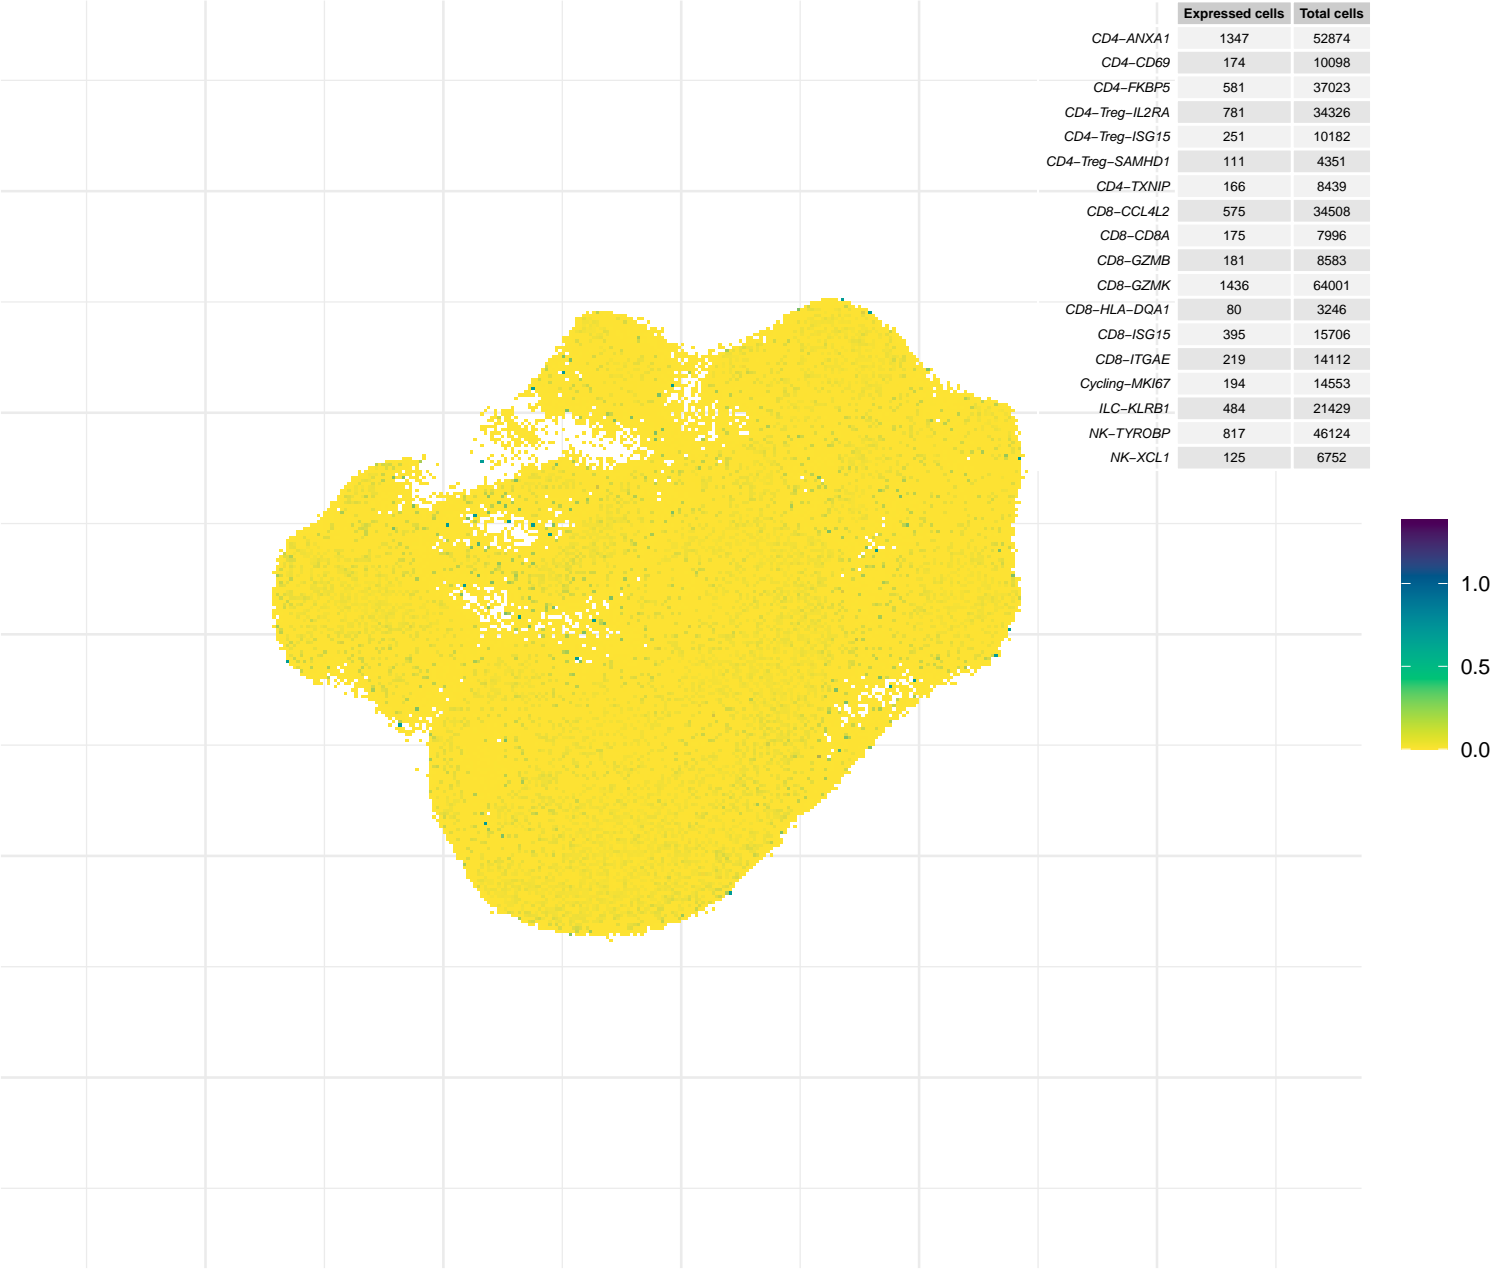 Expressed cells Total cells
CD4−ANXA1 1347 52874
CD4−CD69 174 10098
CD4−FKBP5 581 37023
CD4−Treg−IL2RA 781 34326
CD4−Treg−ISG15 251 10182
CD4−Treg−SAMHD1 111 4351
CD4−TXNIP 166 8439
CD8−CCL4L2 575 34508
CD8−CD8A 175 7996
CD8−GZMB 181 8583
CD8−GZMK 1436 64001
CD8−HLA−DQA1 80 3246
CD8−ISG15 395 15706
CD8−ITGAE 219 14112
Cycling−MKI67 194 14553
ILC−KLRB1 484 21429
NK−TYROBP 817 46124
NK−XCL1 125 6752
1.0
0.5
0.0